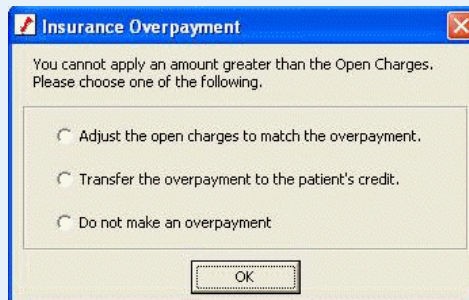 Insurance Overpayment
You cannot apply an amount greater than the Open Charges.
Please choose one of the following.
Adjust the open charges to match the overpayment.
Transfer the overpayment to the patient's credit.
Do not make an overpayment
OK